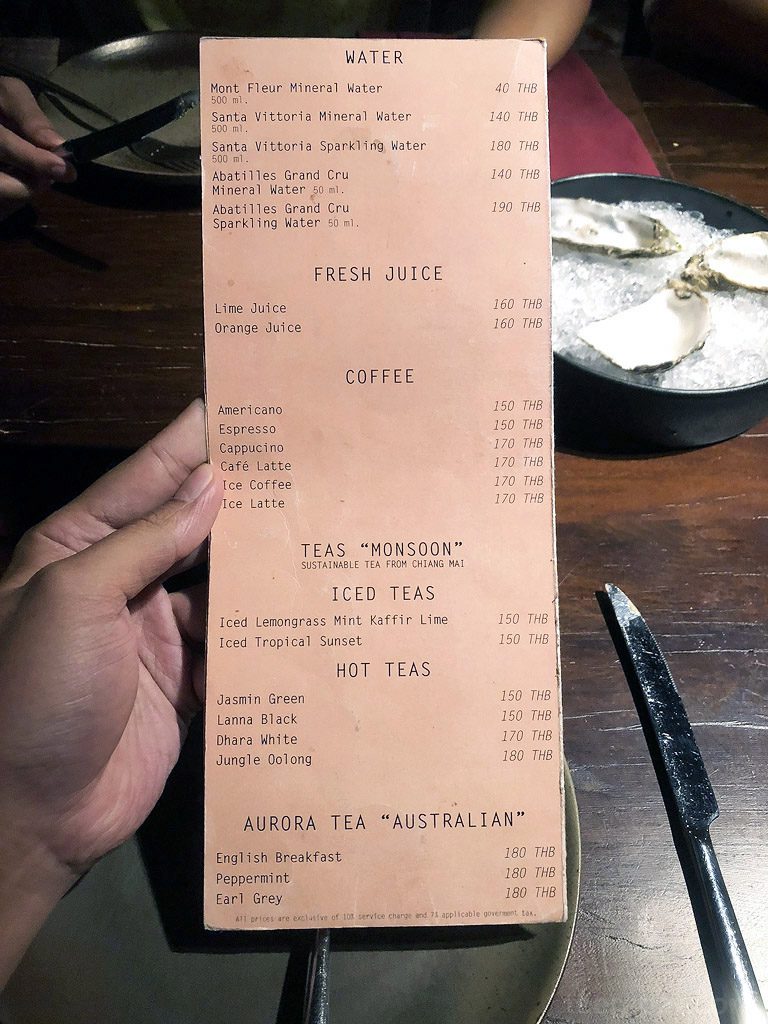 WATER
Mont Fleur Mineral Water 40 THB
500 ml.
Santa Vittoria Mineral Water 140 THB
500 ml.
Santa Vittoria Sparkling Water 180 THB
500 ml.
Abatilles Grand Cru 140 THB
Mineral Water 50 ml.
Abatilles Grand Cru 190 THB
Sparkling Water 50 ml.
FRESH JUICE
Lime Juice 160 THB
Orange Juice 160 THB
COFFEE
Americano 150 THB
Espresso 150 THB
Cappucino 170 THB
Café Latte 170 THB
Ice Coffee 170 THB
Ice Latte 170 THB
TEAS “MONSOON”
SUSTAINABLE TEA FROM CHIANG MAI
ICED TEAS
Iced Lemongrass Mint Kaffir Lime 150 THB
Iced Tropical Sunset 150 THB
HOT TEAS
Jasmin Green 150 THB
Lanna Black 150 THB
Dhara White 170 THB
Jungle Oolong 180 THB
AURORA TEA “AUSTRALIAN”
English Breakfast 180 THB
Peppermint 180 THB
Earl Grey 180 THB
All prices are exclusive of 10% service charge and 7% applicable goverment tax.